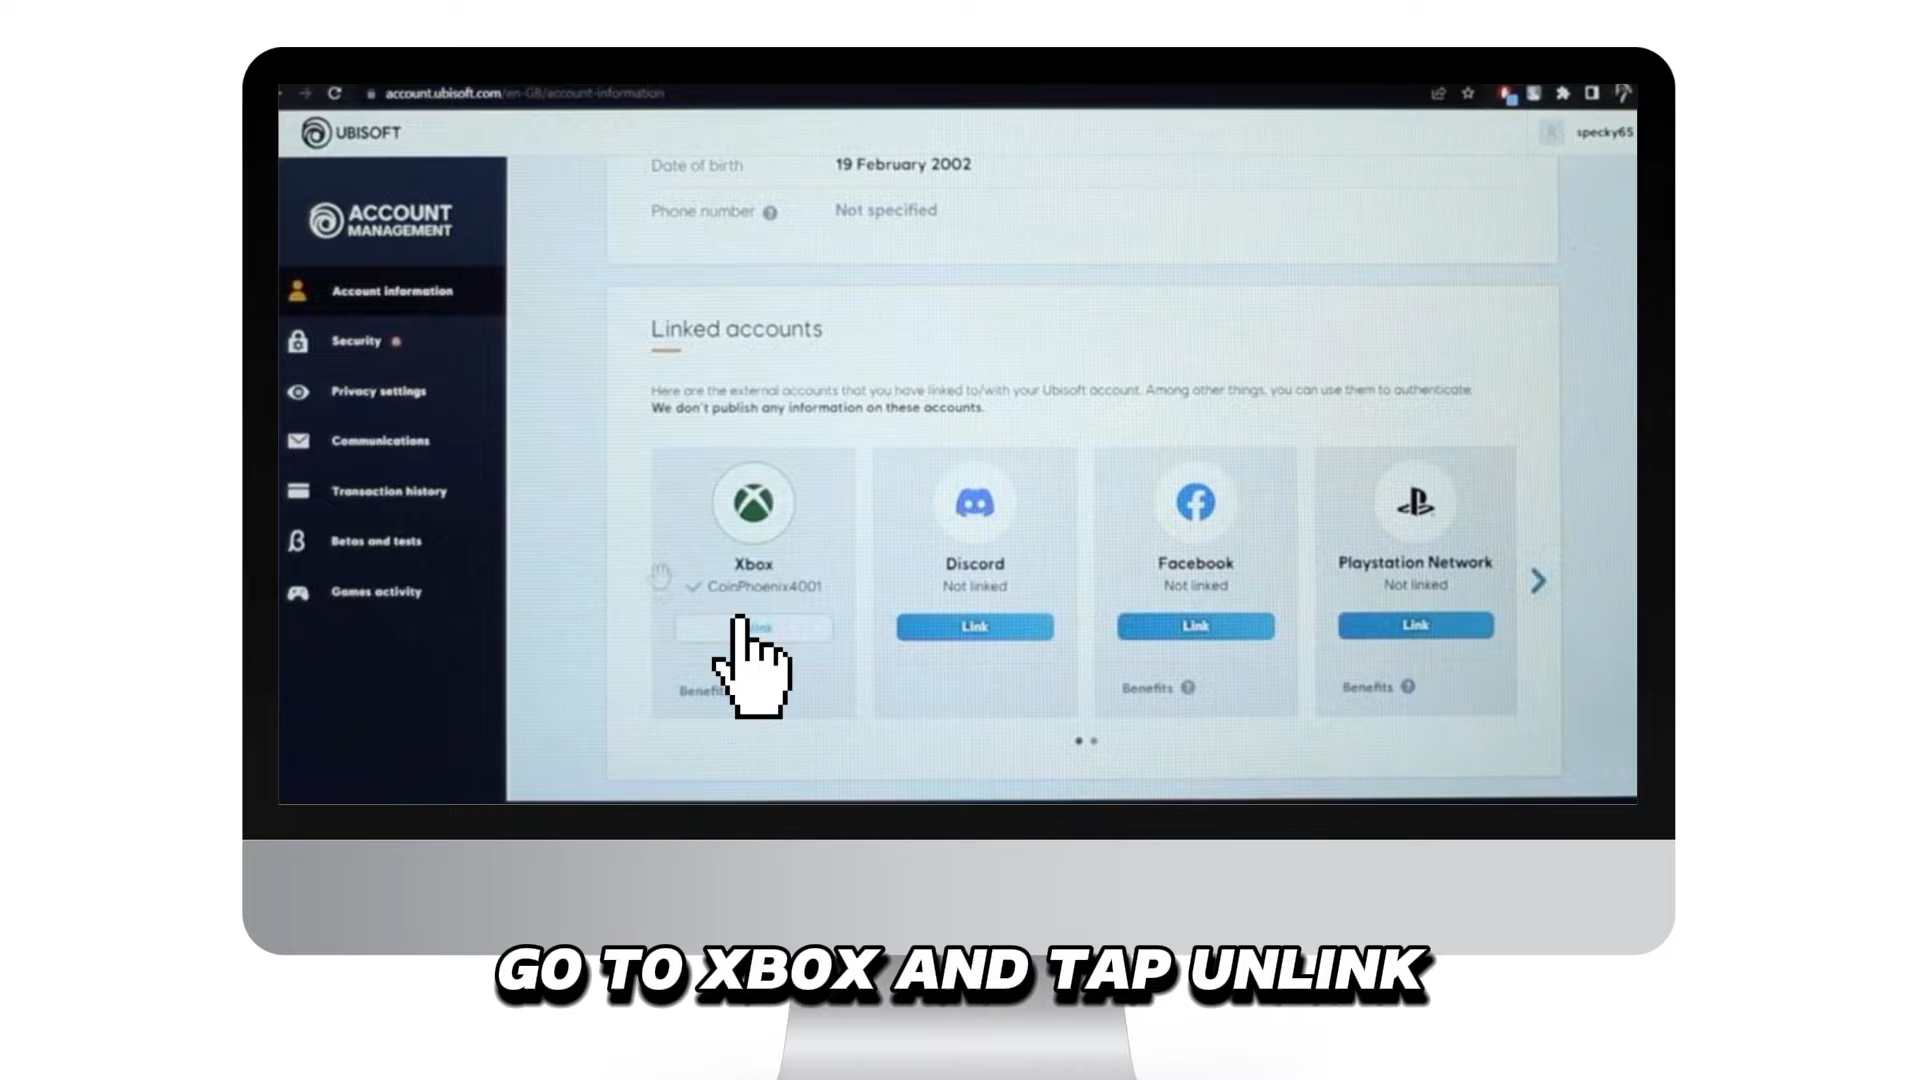 account.ubisoft.com/en-GB/account-information
UBISOFT
specky65
ACCOUNT
MANAGEMENT
Account information
Security
Privacy settings
Communications
Transaction history
Betas and tests
Games activity
Date of birth
19 February 2002
Phone number
Not specified
Linked accounts
Here are the external accounts that you have linked to/with your Ubisoft account. Among other things, you can use them to authenticate.
We don't publish any information on these accounts.
Xbox
CoinPhoenix4001
Discord
Not linked
Link
Facebook
Not linked
Link
Benefits
Playstation Network
Not linked
Link
Benefits
GO TO XBOX AND TAP UNLINK